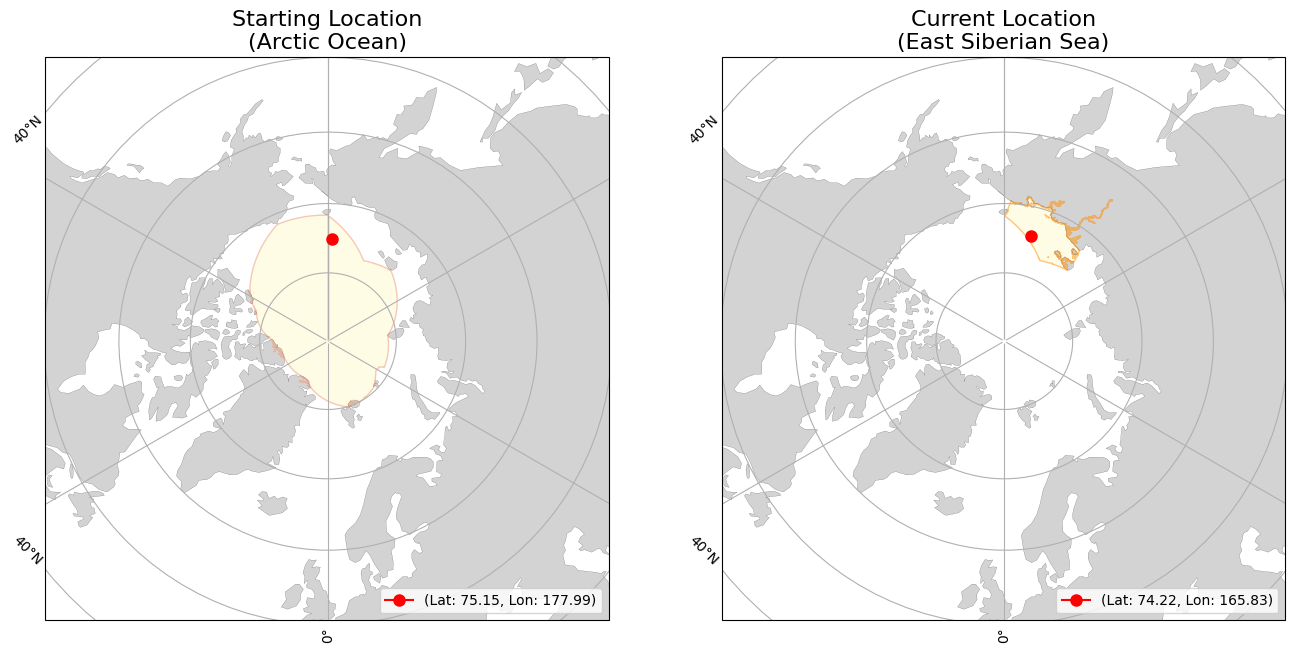 Starting Location
(Arctic Ocean)
40°N
40°N
0°
(Lat: 75.15, Lon: 177.99)
Current Location
(East Siberian Sea)
40°N
40°N
0°
(Lat: 74.22, Lon: 165.83)